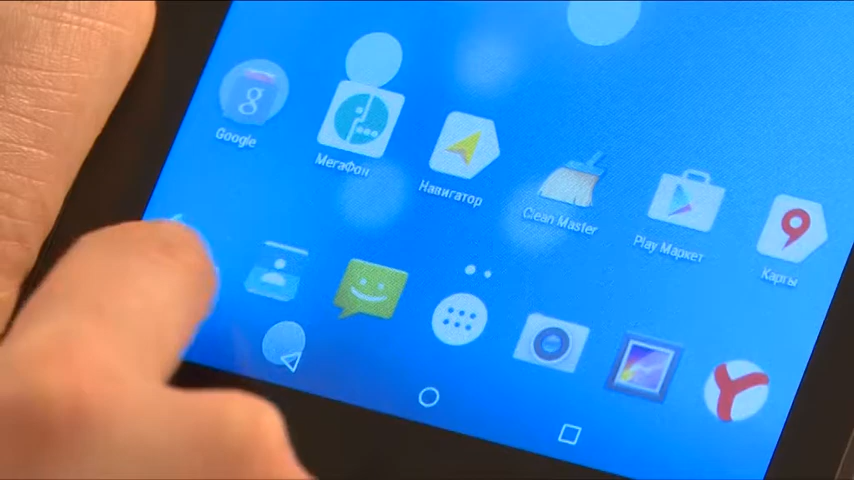 Google
МегаФон
Навигатор
Clean Master
Play Маркет
Карты